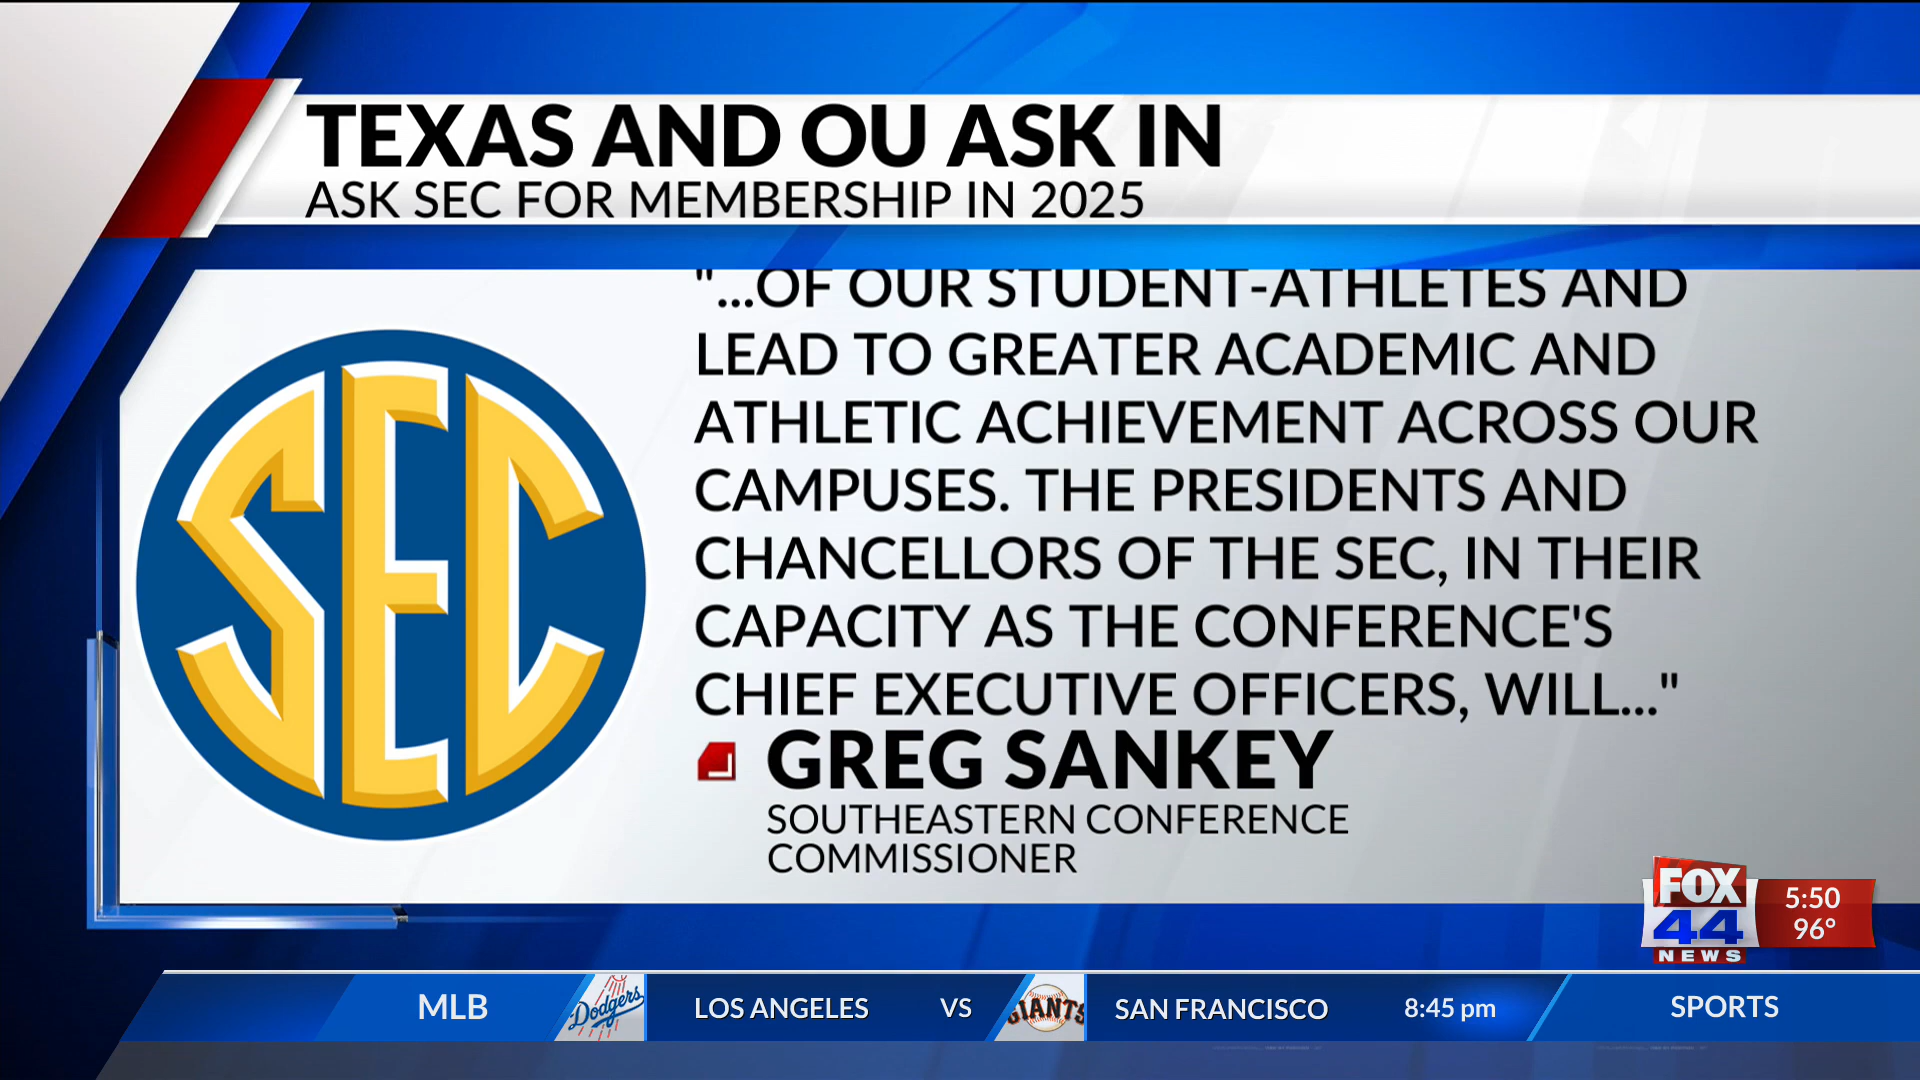 TEXAS AND OU ASK IN
ASK SEC FOR MEMBERSHIP IN 2025
"...OF OUR STUDENT-ATHLETES AND
LEAD TO GREATER ACADEMIC AND
ATHLETIC ACHIEVEMENT ACROSS OUR
CAMPUSES. THE PRESIDENTS AND
CHANCELLORS OF THE SEC, IN THEIR
CAPACITY AS THE CONFERENCE'S
CHIEF EXECUTIVE OFFICERS, WILL..."
SEC
GREG SANKEY
SOUTHEASTERN CONFERENCE
COMMISSIONER
FOX
44
NEWS
5:50
96°
MLB Dodgers LOS ANGELES VS GIANTS SAN FRANCISCO 8:45 pm SPORTS